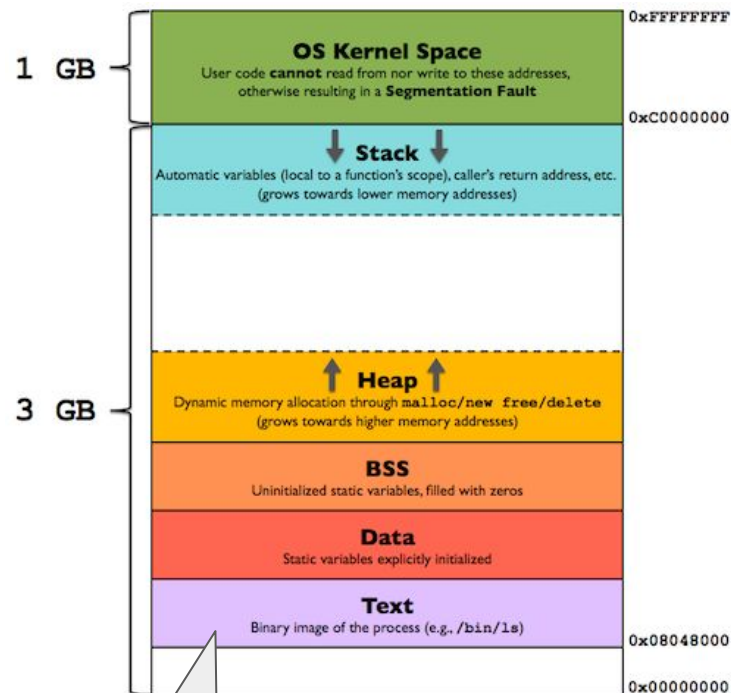 0xFFFFFFFF
OS Kernel Space
1 GB
User code cannot read from nor write to these addresses,
otherwise resulting in a Segmentation Fault
0xC0000000
Stack
Automatic variables (local to a function's scope), caller's return address, etc.
(grows towards lower memory addresses)
Heap
Dynamic memory allocation through malloc/new free/delete
3 GB
(grows towards higher memory addresses)
BSS
Uninitialized static variables, filled with zeros
Data
Static variables explicitly initialized
Text
Binary image of the process (e.g., /bin/ls)
0x08048000
0x00000000